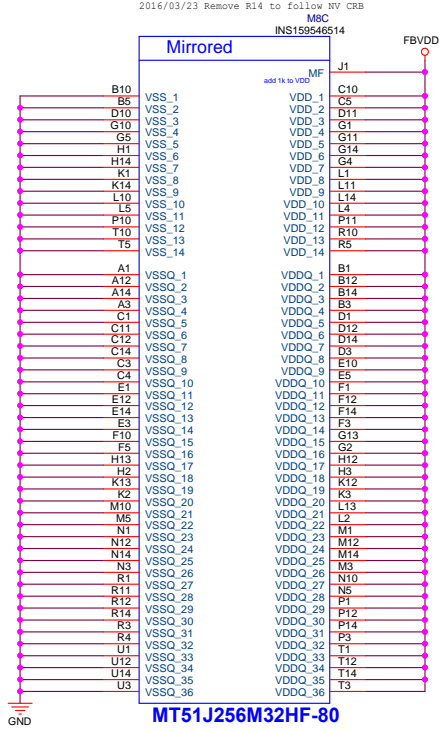 2016/03/23 Remove R14 to follow NV CRB
M8C
INS159546514
FBVDD
Mirrored
MF J1
add 1k to VDD
B10 VSS_1 VDD_1 C10
B5 VSS_2 VDD_2 C5
D10 VSS_3 VDD_3 D11
G10 VSS_4 VDD_4 G1
G5 VSS_5 VDD_5 G11
H1 VSS_6 VDD_6 G14
H14 VSS_7 VDD_7 G4
K1 VSS_8 VDD_8 L1
K14 VSS_9 VDD_9 L11
L10 VSS_10 VDD_10 L14
L5 VSS_11 VDD_11 L4
P10 VSS_12 VDD_12 P11
T10 VSS_13 VDD_13 R10
T5 VSS_14 VDD_14 R5
A1 VSSQ_1 VDDQ_1 B1
A12 VSSQ_2 VDDQ_2 B12
A14 VSSQ_3 VDDQ_3 B14
A3 VSSQ_4 VDDQ_4 B3
C1 VSSQ_5 VDDQ_5 D1
C11 VSSQ_6 VDDQ_6 D12
C12 VSSQ_7 VDDQ_7 D14
C14 VSSQ_8 VDDQ_8 D3
C3 VSSQ_9 VDDQ_9 E10
C4 VSSQ_10 VDDQ_10 E5
E1 VSSQ_11 VDDQ_11 F1
E12 VSSQ_12 VDDQ_12 F12
E14 VSSQ_13 VDDQ_13 F14
E3 VSSQ_14 VDDQ_14 F3
F10 VSSQ_15 VDDQ_15 G13
F5 VSSQ_16 VDDQ_16 G2
H13 VSSQ_17 VDDQ_17 H12
H2 VSSQ_18 VDDQ_18 H3
K13 VSSQ_19 VDDQ_19 K12
K2 VSSQ_20 VDDQ_20 K3
M10 VSSQ_21 VDDQ_21 L13
M5 VSSQ_22 VDDQ_22 L2
N1 VSSQ_23 VDDQ_23 M1
N12 VSSQ_24 VDDQ_24 M12
N14 VSSQ_25 VDDQ_25 M14
N3 VSSQ_26 VDDQ_26 M3
R1 VSSQ_27 VDDQ_27 N10
R11 VSSQ_28 VDDQ_28 N5
R12 VSSQ_29 VDDQ_29 P1
R14 VSSQ_30 VDDQ_30 P12
R3 VSSQ_31 VDDQ_31 P14
R4 VSSQ_32 VDDQ_32 P3
U1 VSSQ_33 VDDQ_33 T1
U12 VSSQ_34 VDDQ_34 T12
U14 VSSQ_35 VDDQ_35 T14
U3 VSSQ_36 VDDQ_36 T3
GND
MT51J256M32HF-80